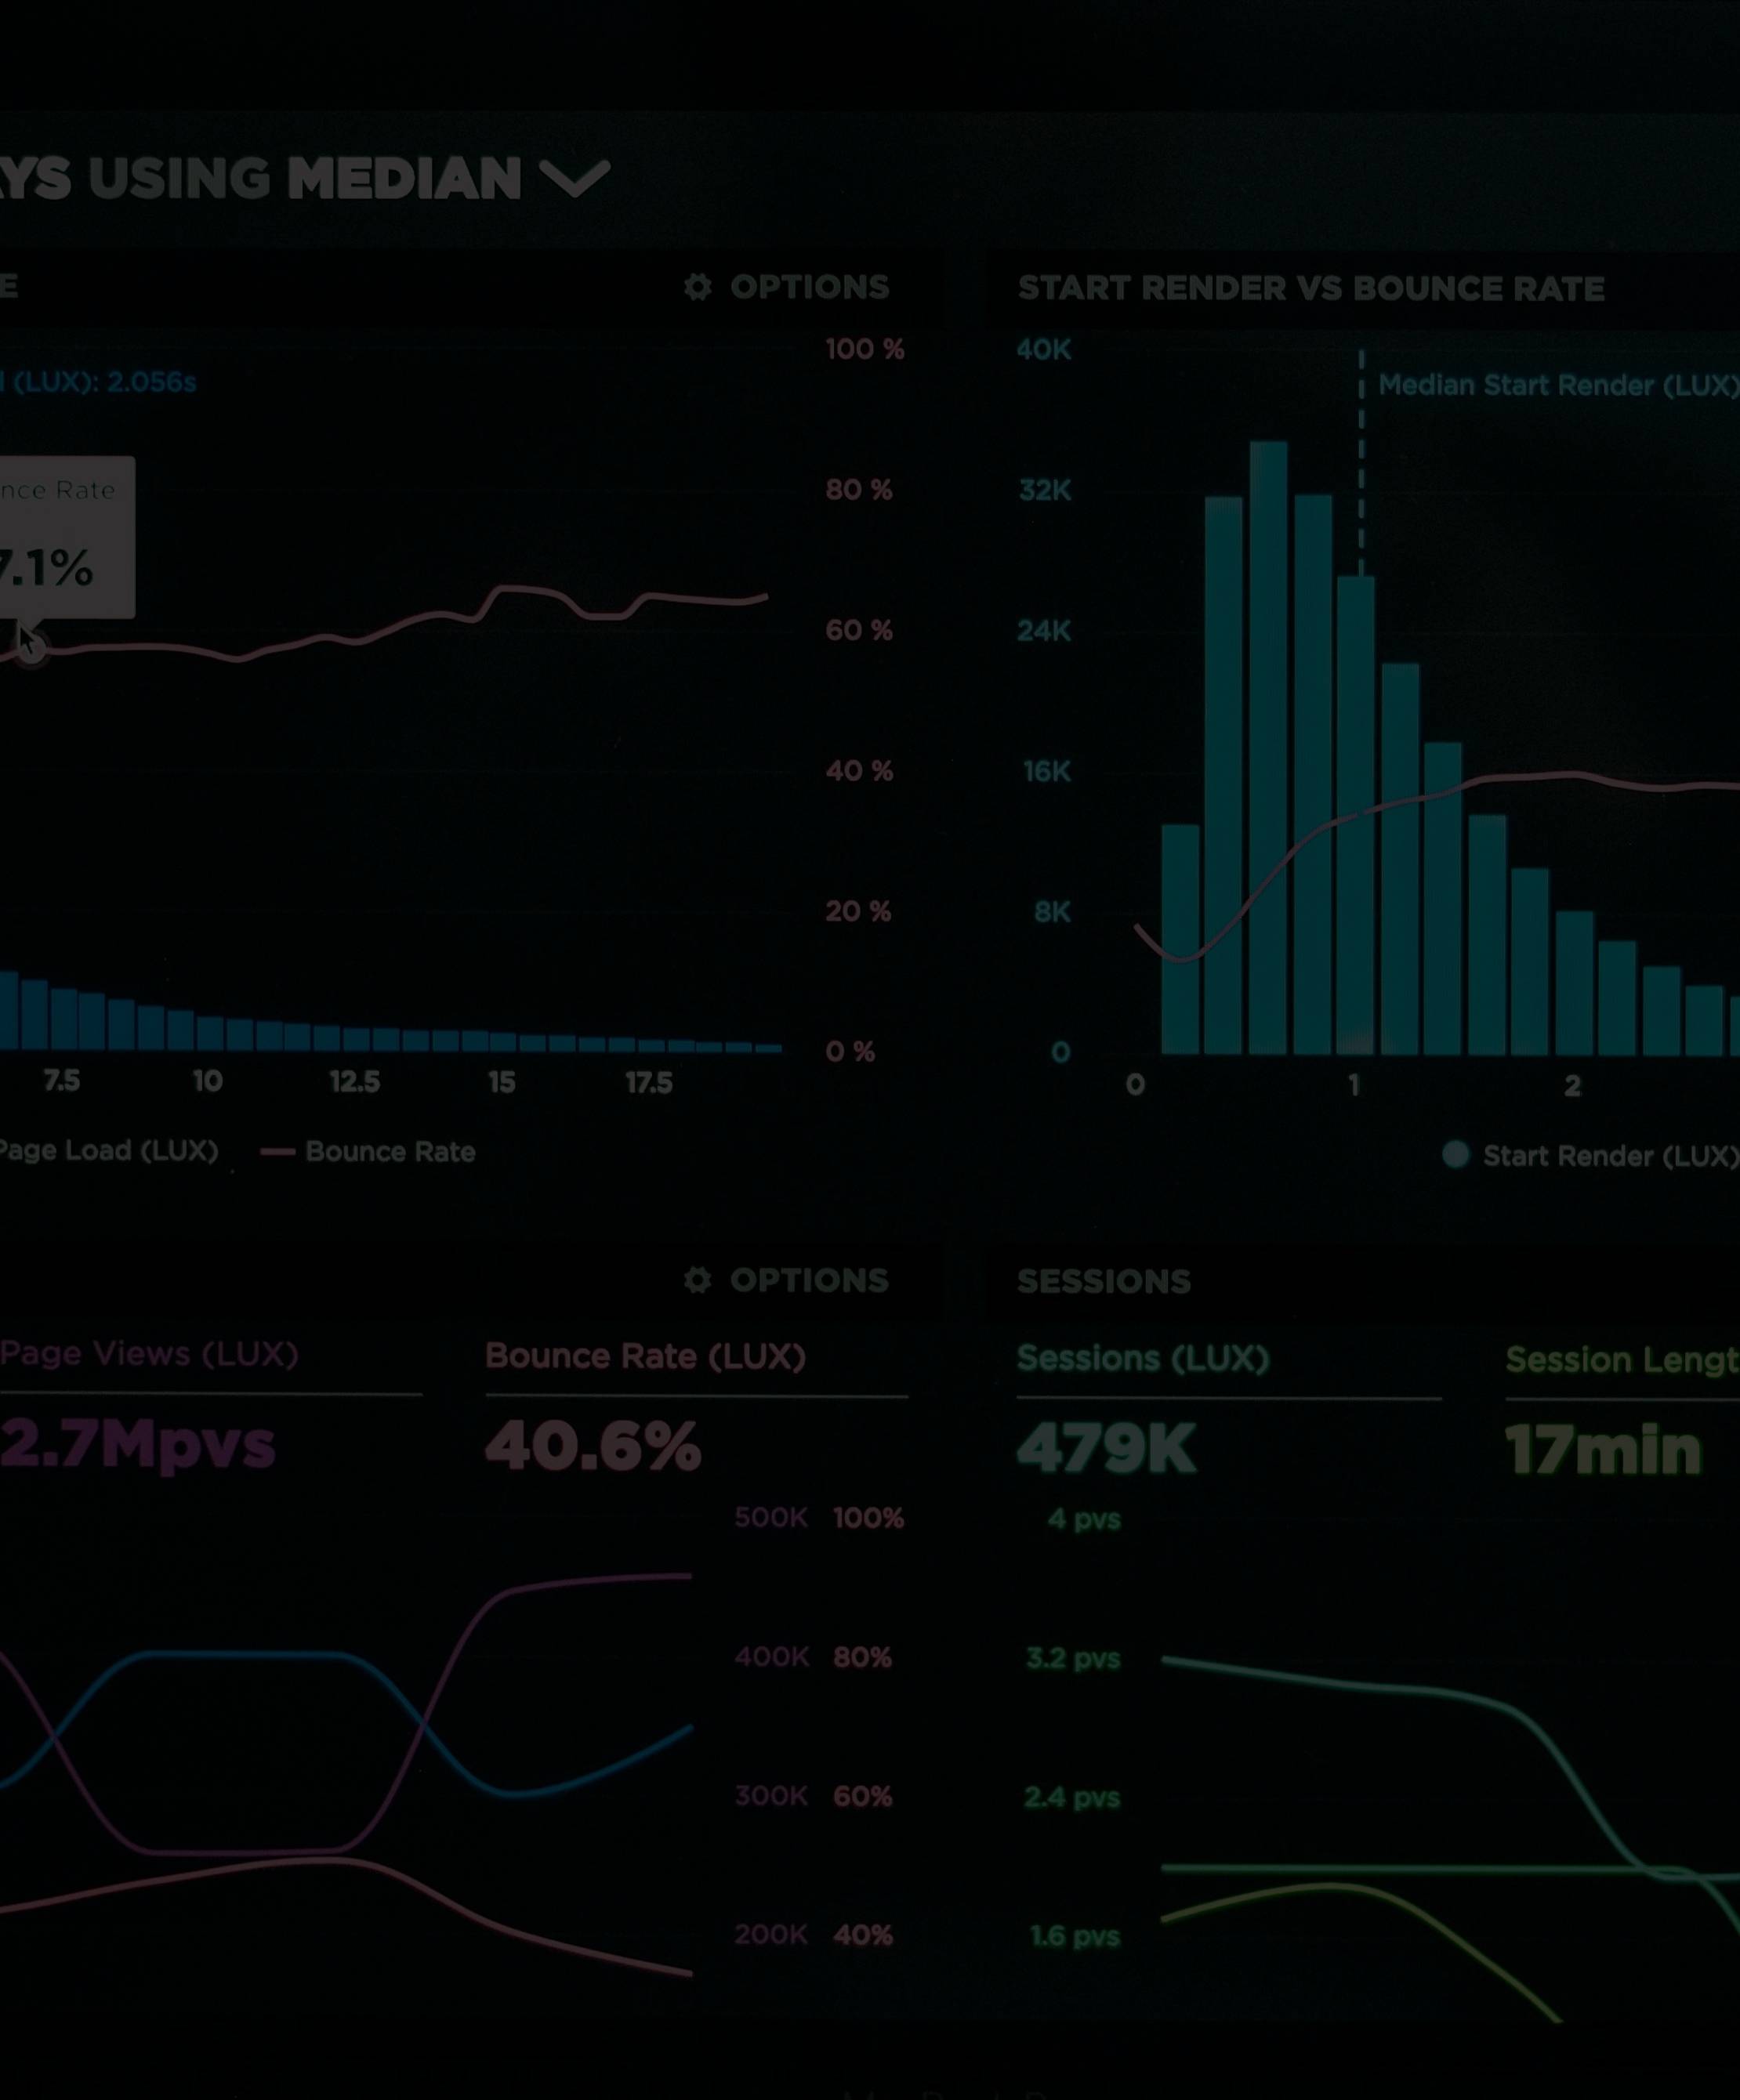 AYS USING MEDIAN
E
OPTIONS
START RENDER VS BOUNCE RATE
100 %
40K
(LUX): 2.056s
Median Start Render (LUX)
nce Rate
80 %
32K
7.1%
60 %
24K
40 %
16K
20 %
8K
0 %
0
7.5 10 12.5 15 17.5
0 1 2
Page Load (LUX) Bounce Rate
Start Render (LUX)
OPTIONS
SESSIONS
Page Views (LUX) Bounce Rate (LUX)
Sessions (LUX) Session Lengt
2.7Mpvs 40.6%
479K 17min
500K 100%
4 pvs
400K 80%
3.2 pvs
300K 60%
2.4 pvs
200K 40%
1.6 pvs